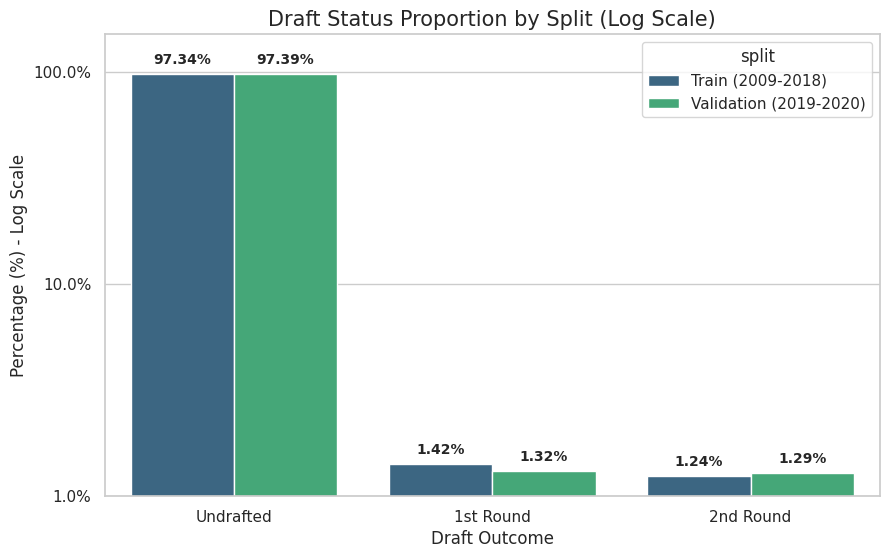 Draft Status Proportion by Split (Log Scale)
split
Train (2009-2018)
Validation (2019-2020)
97.34%
97.39%
1.42%
1.32%
1.24%
1.29%
100.0%
10.0%
1.0%
Percentage (%) - Log Scale
Undrafted
1st Round
2nd Round
Draft Outcome